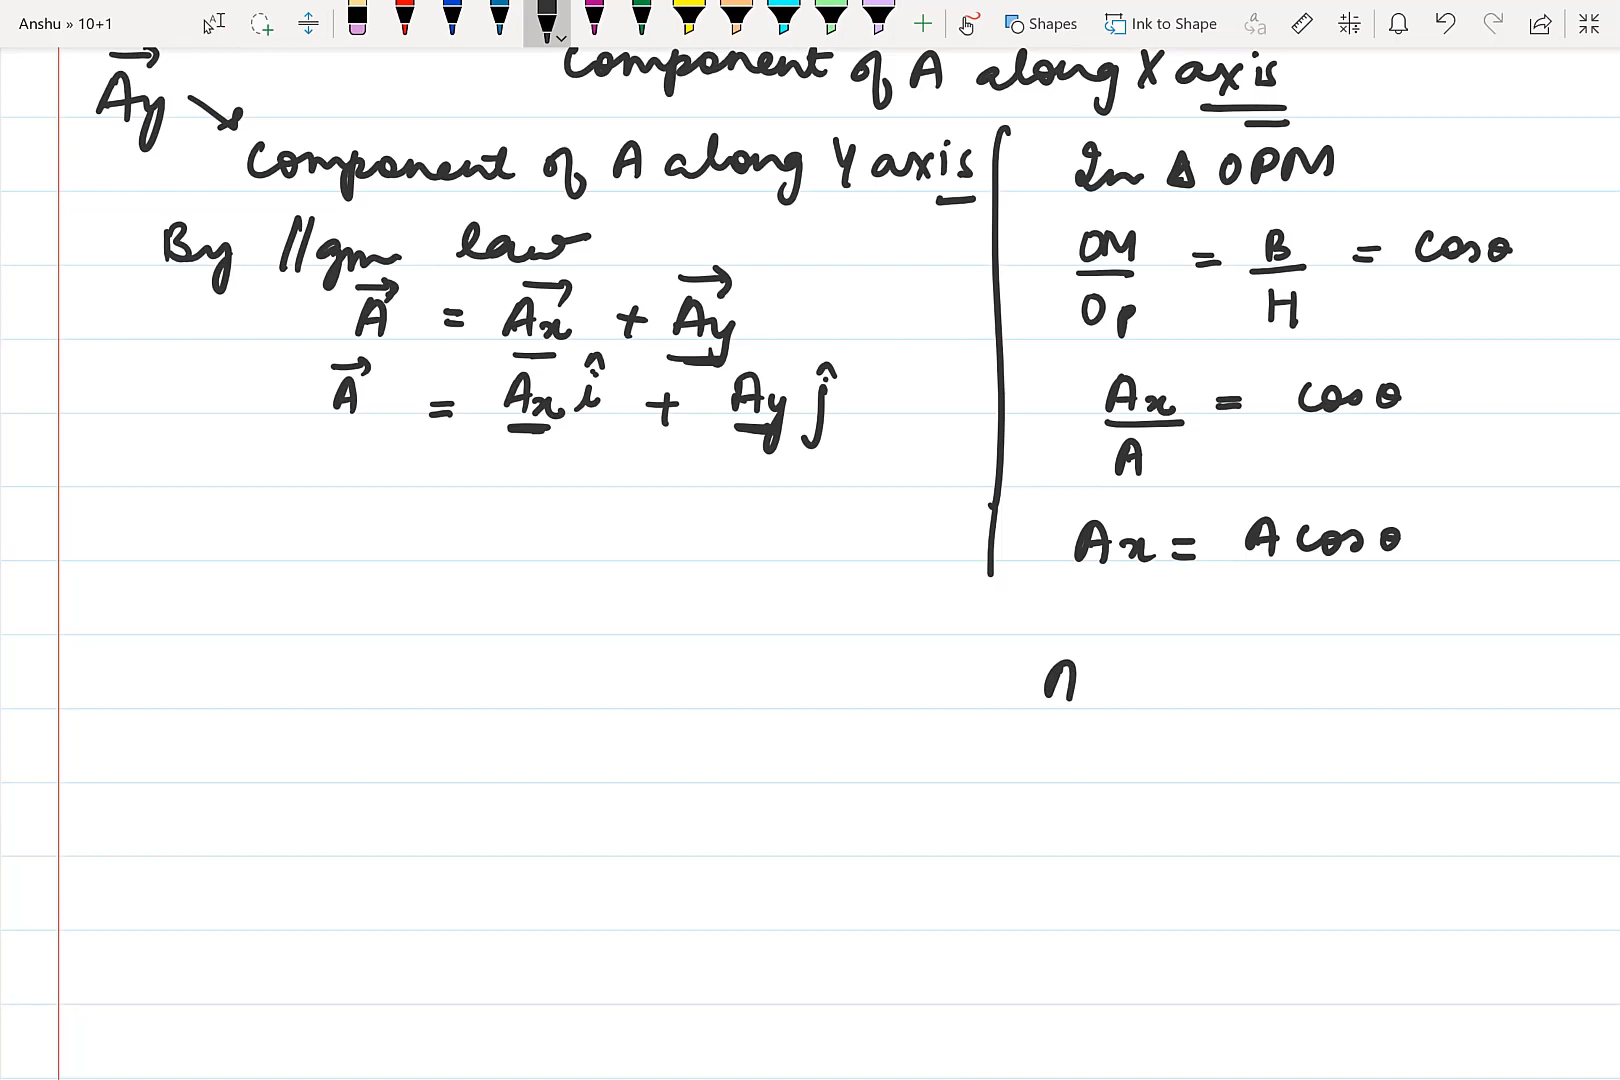 Anshu » 10+1
Shapes
Ink to Shape
Component of A along X axis
Ay
Component of A along Y axis
By //gm law
A = Ax + Ay
A = Ax î + Ay ĵ
In Δ OPM
OM/OP = B/H = cosθ
Ax/A = cosθ
Ax = A cosθ